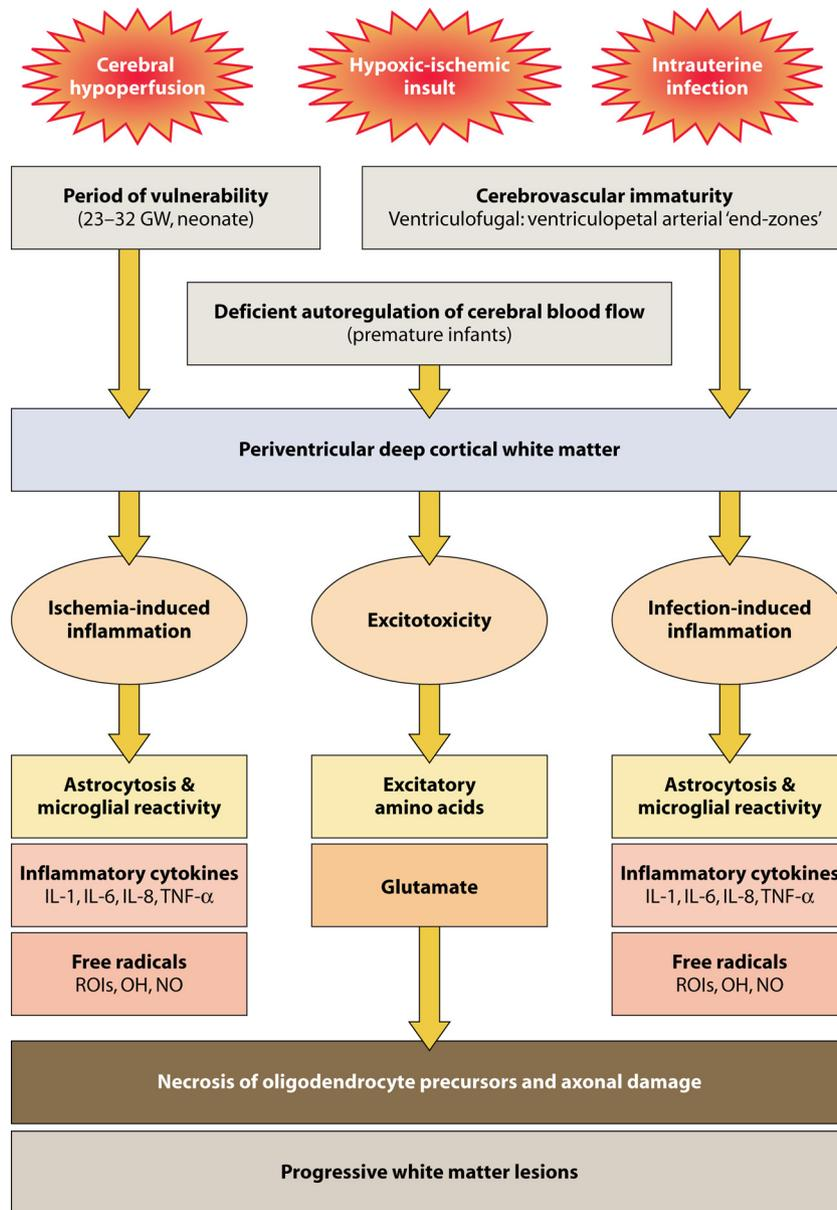 Cerebral
hypoperfusion
Hypoxic-ischemic
insult
Intrauterine
infection
Period of vulnerability
(23–32 GW, neonate)
Cerebrovascular immaturity
Ventriculofugal: ventriculopetal arterial ‘end-zones’
Deficient autoregulation of cerebral blood flow
(premature infants)
Periventricular deep cortical white matter
Ischemia-induced
inflammation
Excitotoxicity
Infection-induced
inflammation
Astrocytosis &
microglial reactivity
Excitatory
amino acids
Astrocytosis &
microglial reactivity
Inflammatory cytokines
IL-1, IL-6, IL-8, TNF-α
Glutamate
Inflammatory cytokines
IL-1, IL-6, IL-8, TNF-α
Free radicals
ROIs, OH, NO
Free radicals
ROIs, OH, NO
Necrosis of oligodendrocyte precursors and axonal damage
Progressive white matter lesions